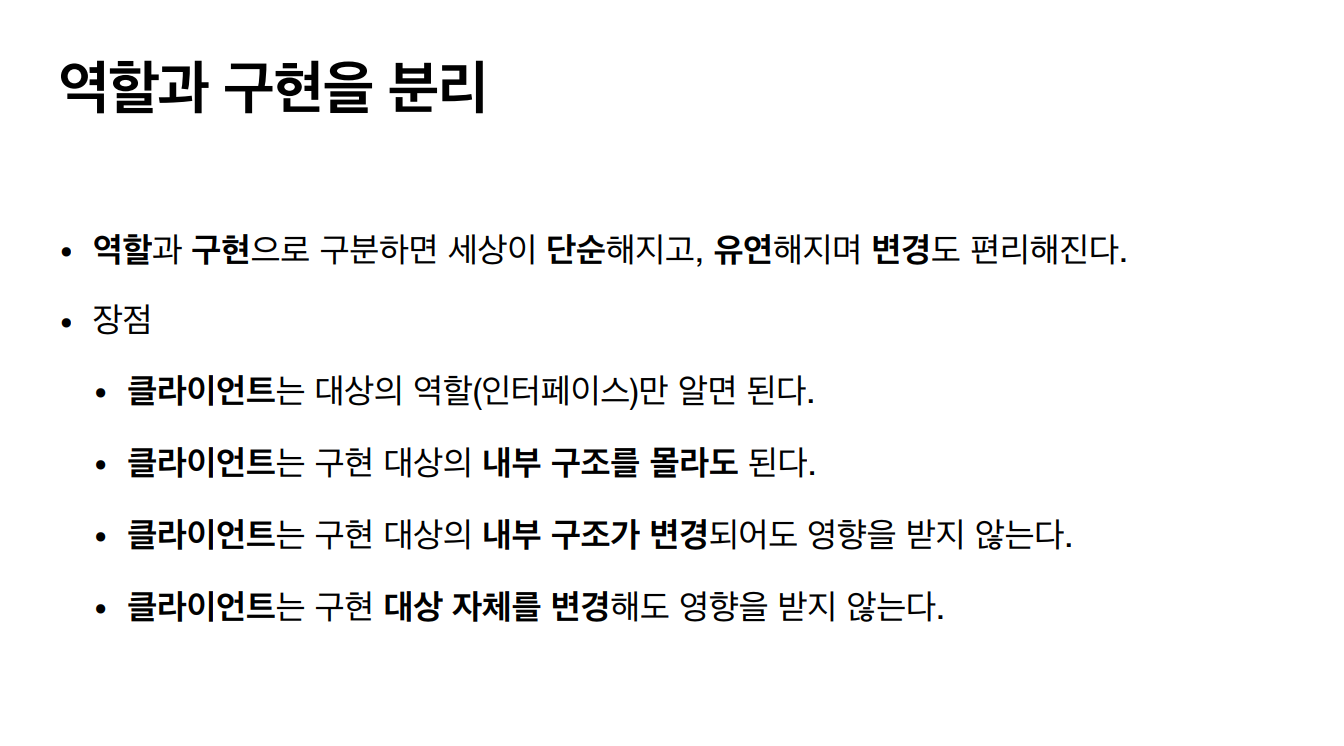 역할과 구현을 분리
• 역할과 구현으로 구분하면 세상이 단순해지고, 유연해지며 변경도 편리해진다.
• 장점
• 클라이언트는 대상의 역할(인터페이스)만 알면 된다.
• 클라이언트는 구현 대상의 내부 구조를 몰라도 된다.
• 클라이언트는 구현 대상의 내부 구조가 변경되어도 영향을 받지 않는다.
• 클라이언트는 구현 대상 자체를 변경해도 영향을 받지 않는다.